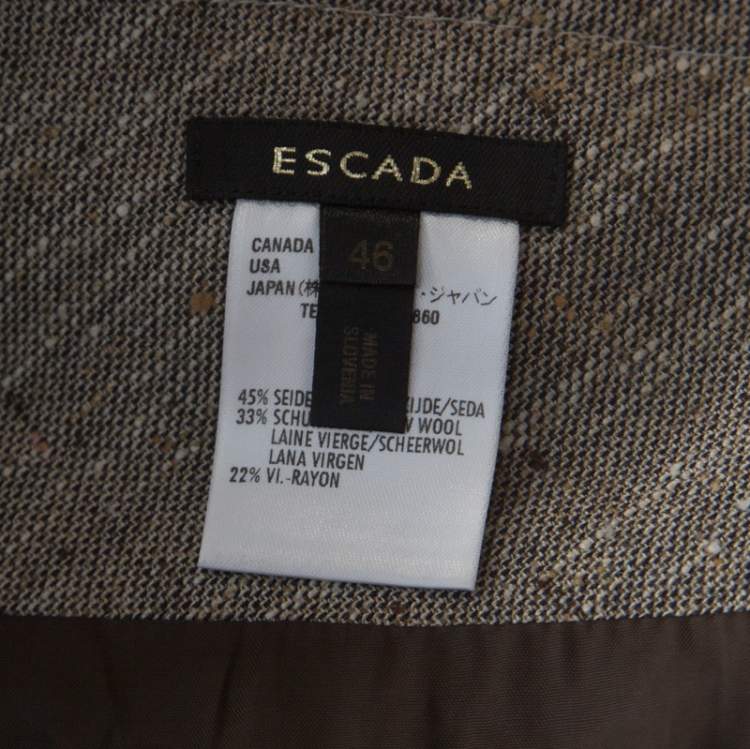 ESCADA
46
MADE IN
SLOVENIA
CANADA
USA
JAPAN(株 ・ジャパン
TE 860
45% SEIDE IJDE/SEDA
33% SCHU W WOOL
LAINE VIERGE/SCHEERWOL
LANA VIRGEN
22% VI.-RAYON